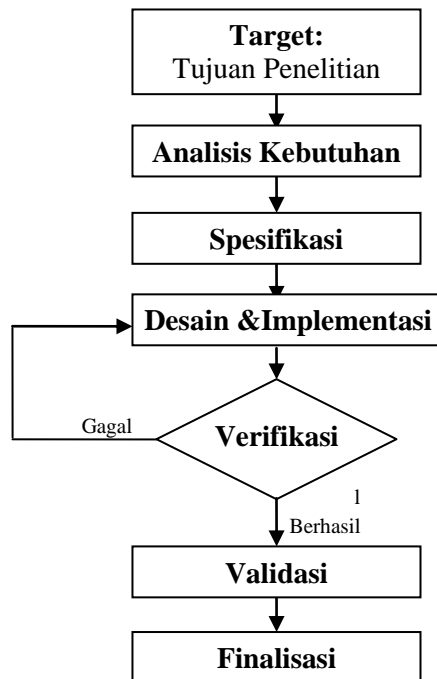 Target:
Tujuan Penelitian
Analisis Kebutuhan
Spesifikasi
Desain &Implementasi
Gagal
Verifikasi
l
Berhasil
Validasi
Finalisasi